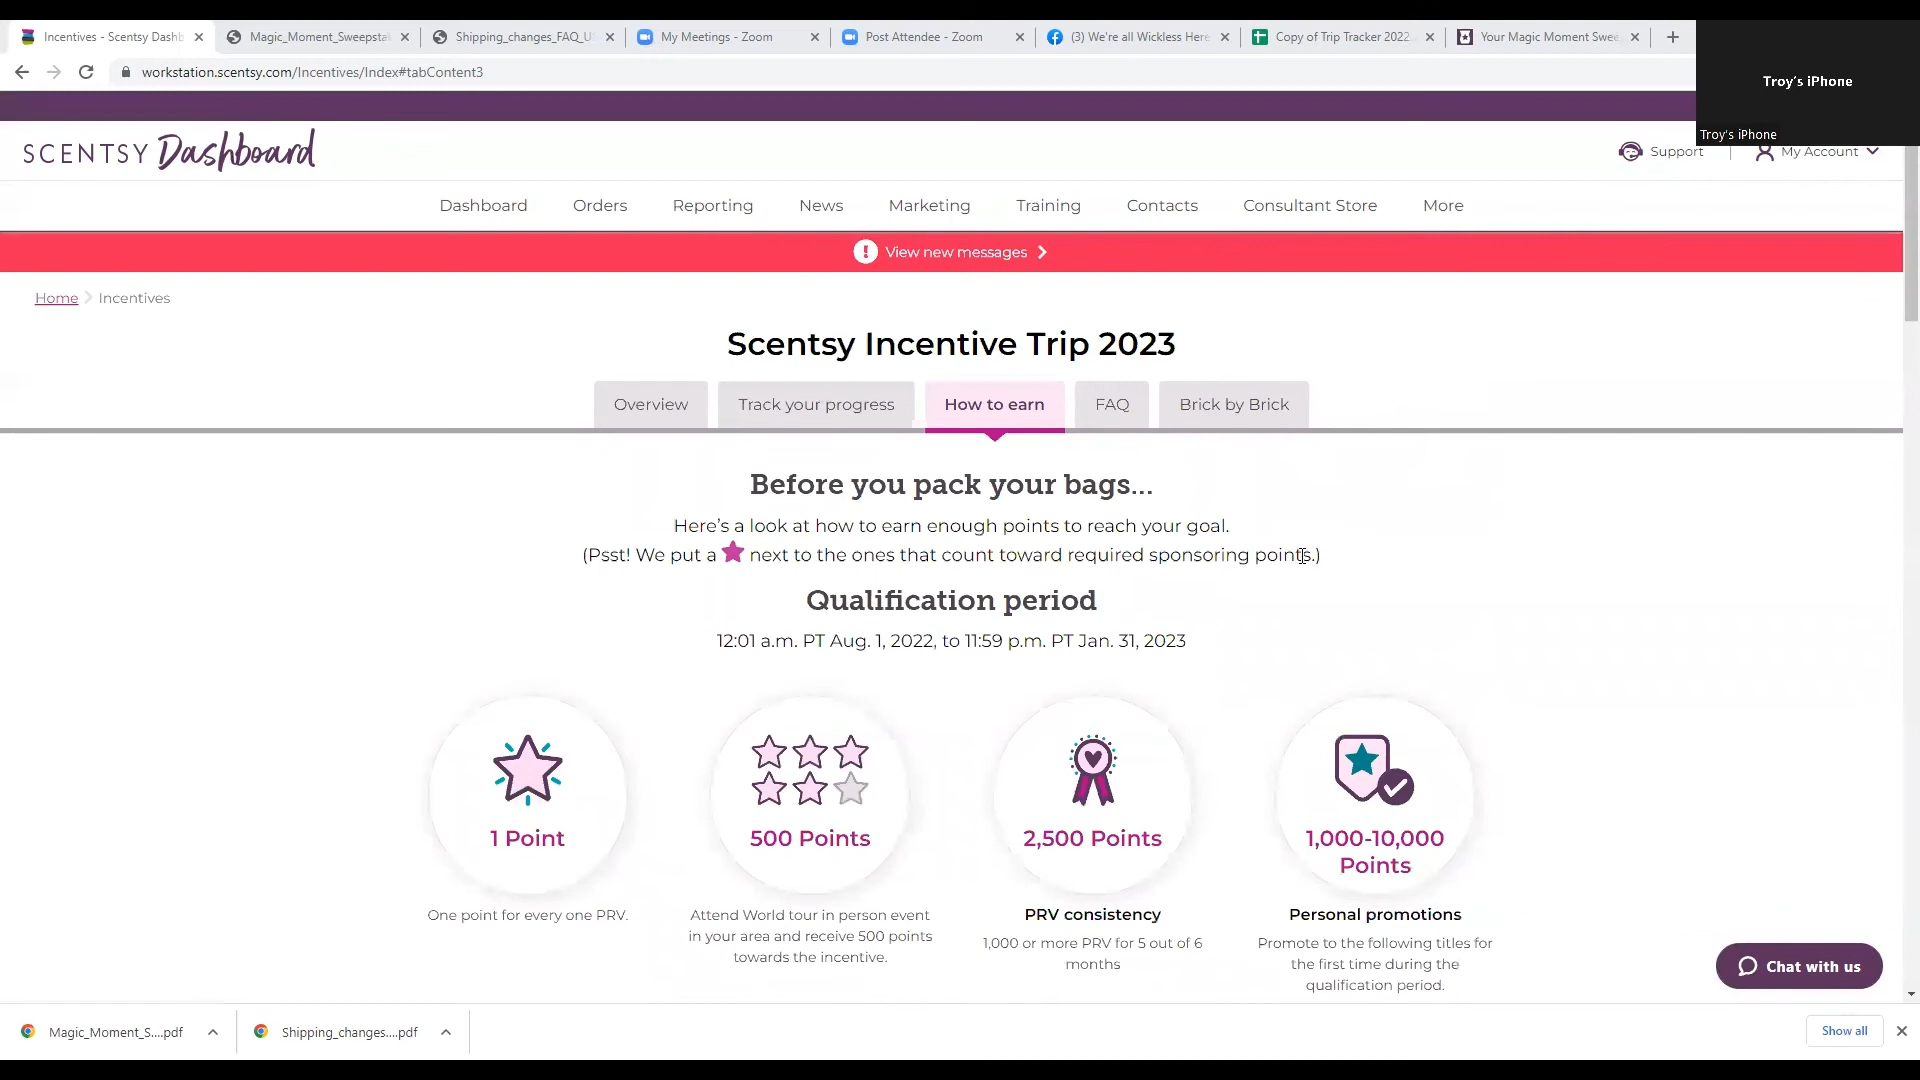 Incentives - Scentsy Dashb
Magic_Moment_Sweepsta
Shipping_changes_FAQ_U
My Meetings - Zoom
Post Attendee - Zoom
(3) We're all Wickless Here
Copy of Trip Tracker 2022
Your Magic Moment Swee
workstation.scentsy.com/Incentives/Index#tabContent3
Troy's iPhone
Troy's iPhone
SCENTSY Dashboard
Support
My Account
Dashboard
Orders
Reporting
News
Marketing
Training
Contacts
Consultant Store
More
View new messages
Home
Incentives
Scentsy Incentive Trip 2023
Overview
Track your progress
How to earn
FAQ
Brick by Brick
Before you pack your bags...
Here's a look at how to earn enough points to reach your goal.
(Psst! We put a next to the ones that count toward required sponsoring points.)
Qualification period
12:01 a.m. PT Aug. 1, 2022, to 11:59 p.m. PT Jan. 31, 2023
1 Point
One point for every one PRV.
500 Points
Attend World tour in person event
in your area and receive 500 points
towards the incentive.
2,500 Points
PRV consistency
1,000 or more PRV for 5 out of 6
months
1,000-10,000
Points
Personal promotions
Promote to the following titles for
the first time during the
qualification period.
Chat with us
Magic_Moment_S....pdf
Shipping_changes....pdf
Show all